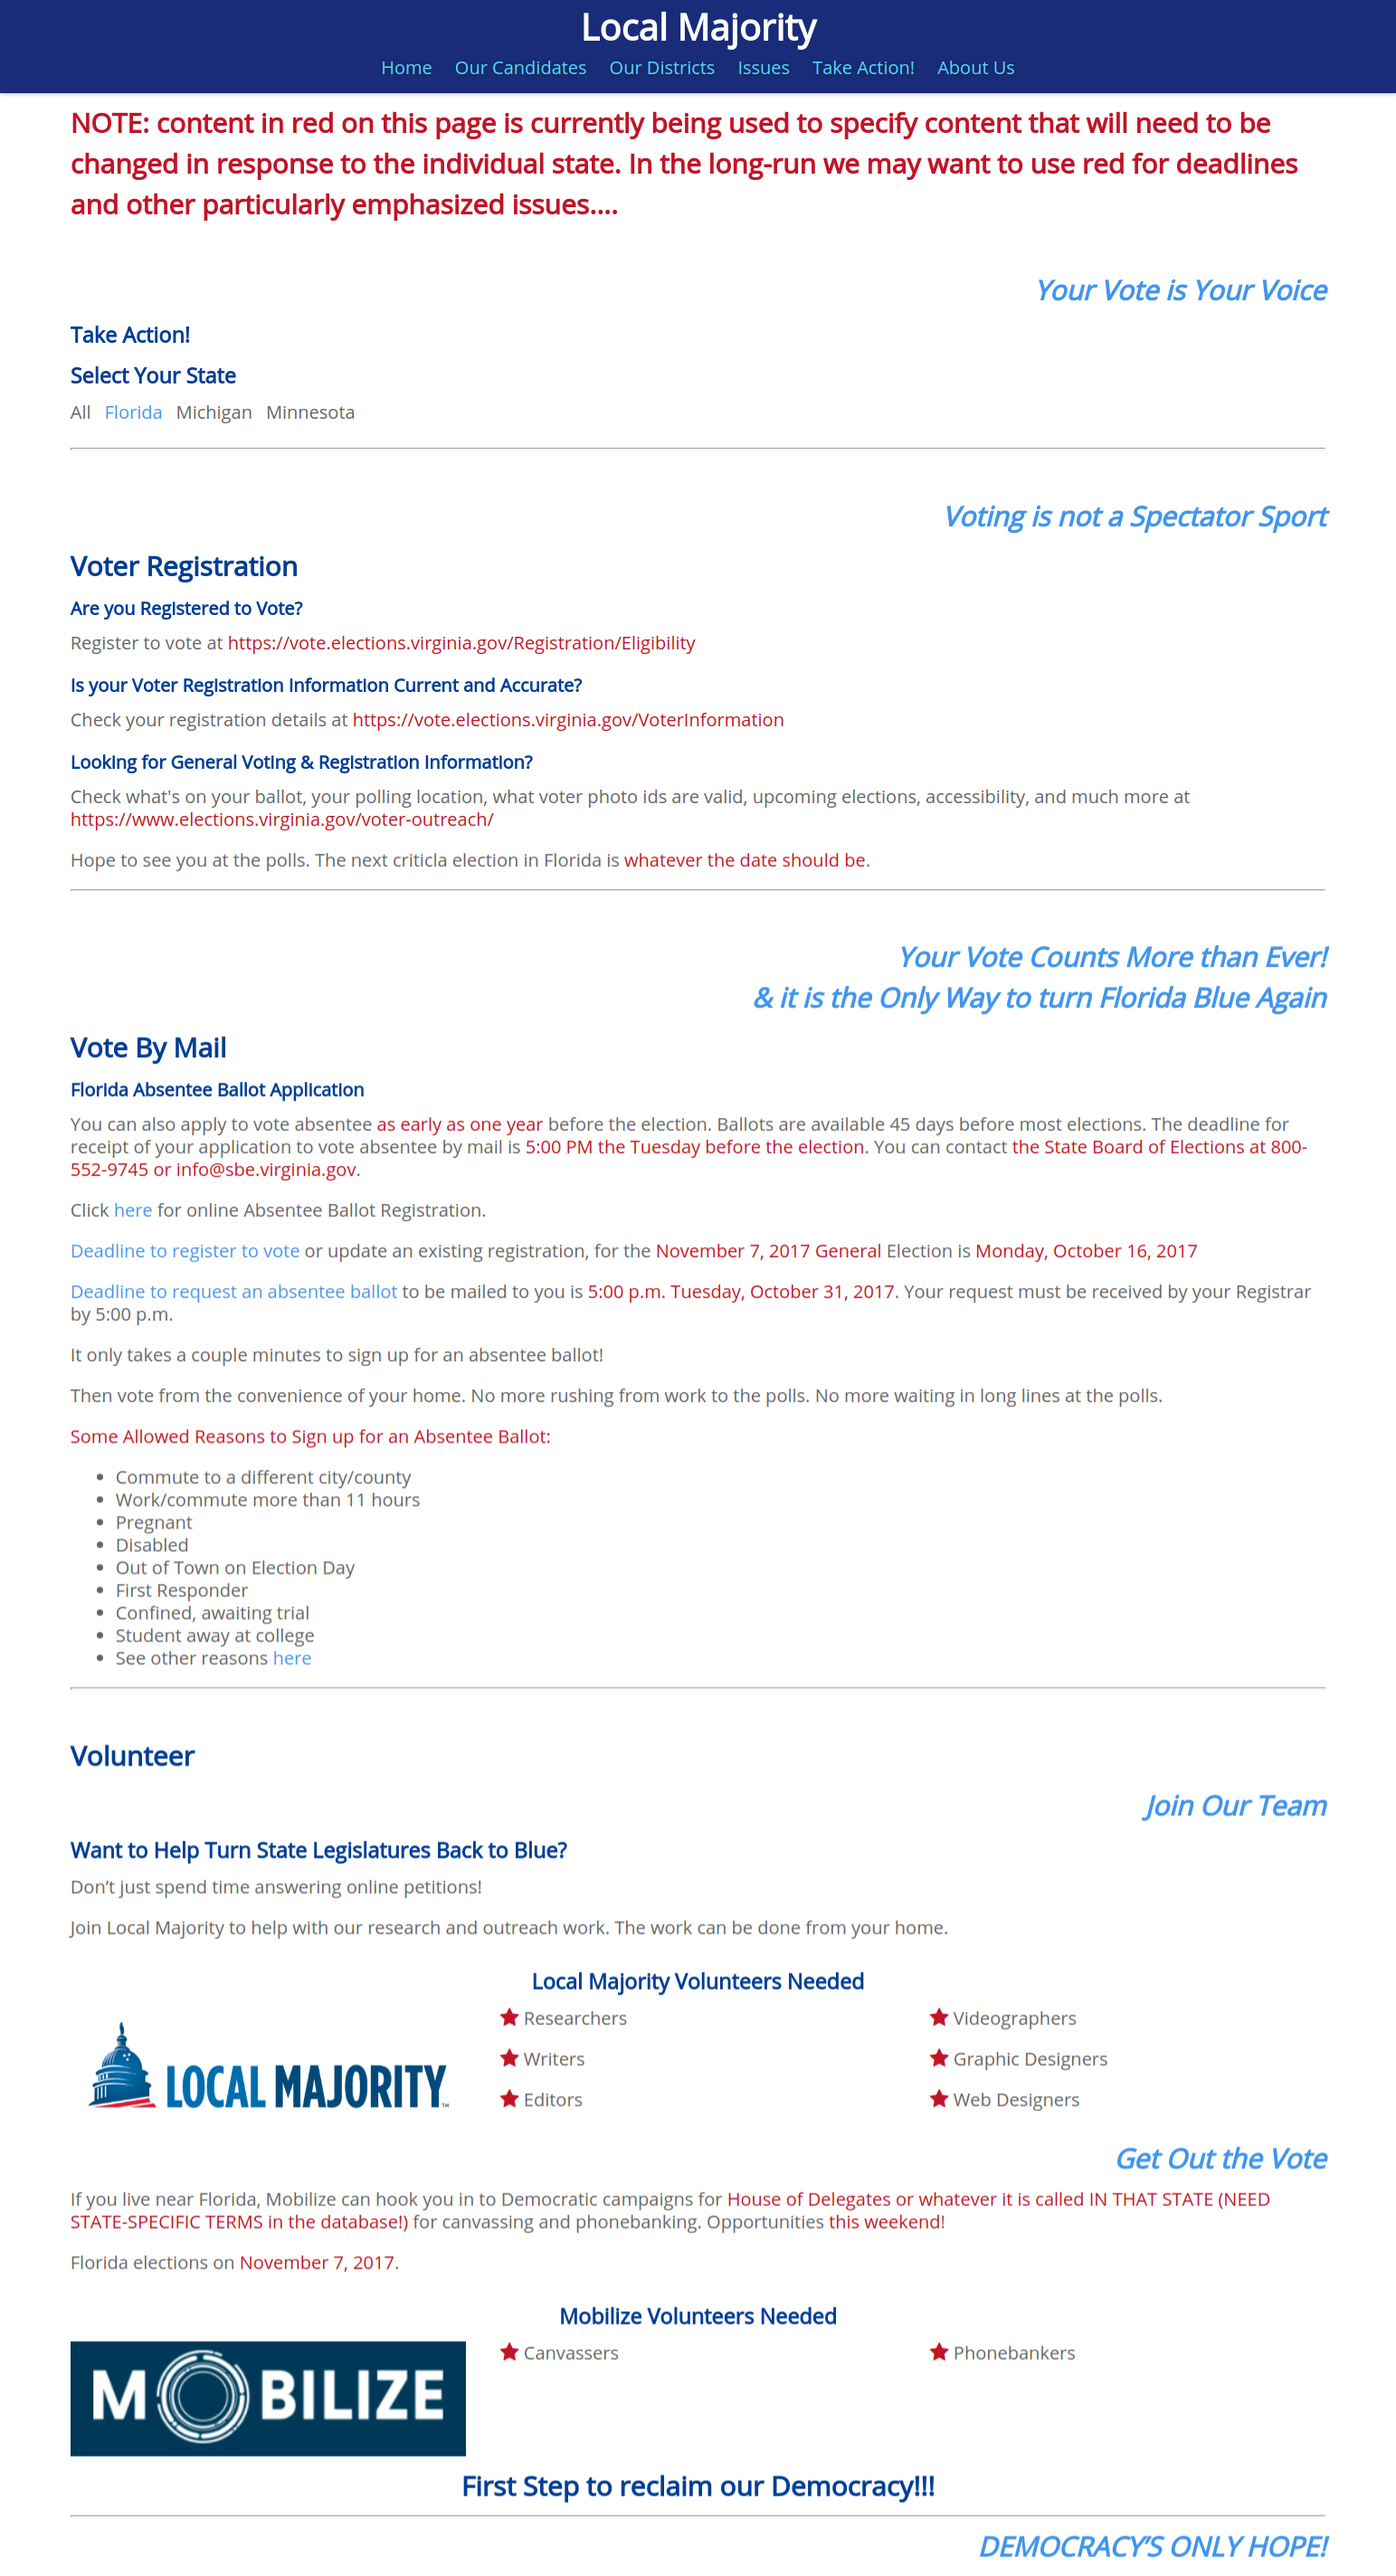 Local Majority
Home Our Candidates Our Districts Issues Take Action! About Us
NOTE: content in red on this page is currently being used to specify content that will need to be
changed in response to the individual state. In the long-run we may want to use red for deadlines
and other particularly emphasized issues....
Your Vote is Your Voice
Take Action!
Select Your State
All Florida Michigan Minnesota
Voting is not a Spectator Sport
Voter Registration
Are you Registered to Vote?
Register to vote at https://vote.elections.virginia.gov/Registration/Eligibility
Is your Voter Registration Information Current and Accurate?
Check your registration details at https://vote.elections.virginia.gov/VoterInformation
Looking for General Voting & Registration Information?
Check what's on your ballot, your polling location, what voter photo ids are valid, upcoming elections, accessibility, and much more at
https://www.elections.virginia.gov/voter-outreach/
Hope to see you at the polls. The next criticla election in Florida is whatever the date should be.
Your Vote Counts More than Ever!
& it is the Only Way to turn Florida Blue Again
Vote By Mail
Florida Absentee Ballot Application
You can also apply to vote absentee as early as one year before the election. Ballots are available 45 days before most elections. The deadline for
receipt of your application to vote absentee by mail is 5:00 PM the Tuesday before the election. You can contact the State Board of Elections at 800-
552-9745 or info@sbe.virginia.gov.
Click here for online Absentee Ballot Registration.
Deadline to register to vote or update an existing registration, for the November 7, 2017 General Election is Monday, October 16, 2017
Deadline to request an absentee ballot to be mailed to you is 5:00 p.m. Tuesday, October 31, 2017. Your request must be received by your Registrar
by 5:00 p.m.
It only takes a couple minutes to sign up for an absentee ballot!
Then vote from the convenience of your home. No more rushing from work to the polls. No more waiting in long lines at the polls.
Some Allowed Reasons to Sign up for an Absentee Ballot:
Commute to a different city/county
Work/commute more than 11 hours
Pregnant
Disabled
Out of Town on Election Day
First Responder
Confined, awaiting trial
Student away at college
See other reasons here
Volunteer
Join Our Team
Want to Help Turn State Legislatures Back to Blue?
Don’t just spend time answering online petitions!
Join Local Majority to help with our research and outreach work. The work can be done from your home.
Local Majority Volunteers Needed
LOCAL MAJORITY™
Researchers
Writers
Editors
Videographers
Graphic Designers
Web Designers
Get Out the Vote
If you live near Florida, Mobilize can hook you in to Democratic campaigns for House of Delegates or whatever it is called IN THAT STATE (NEED
STATE-SPECIFIC TERMS in the database!) for canvassing and phonebanking. Opportunities this weekend!
Florida elections on November 7, 2017.
Mobilize Volunteers Needed
MOBILIZE
Canvassers
Phonebankers
First Step to reclaim our Democracy!!!
DEMOCRACY’S ONLY HOPE!